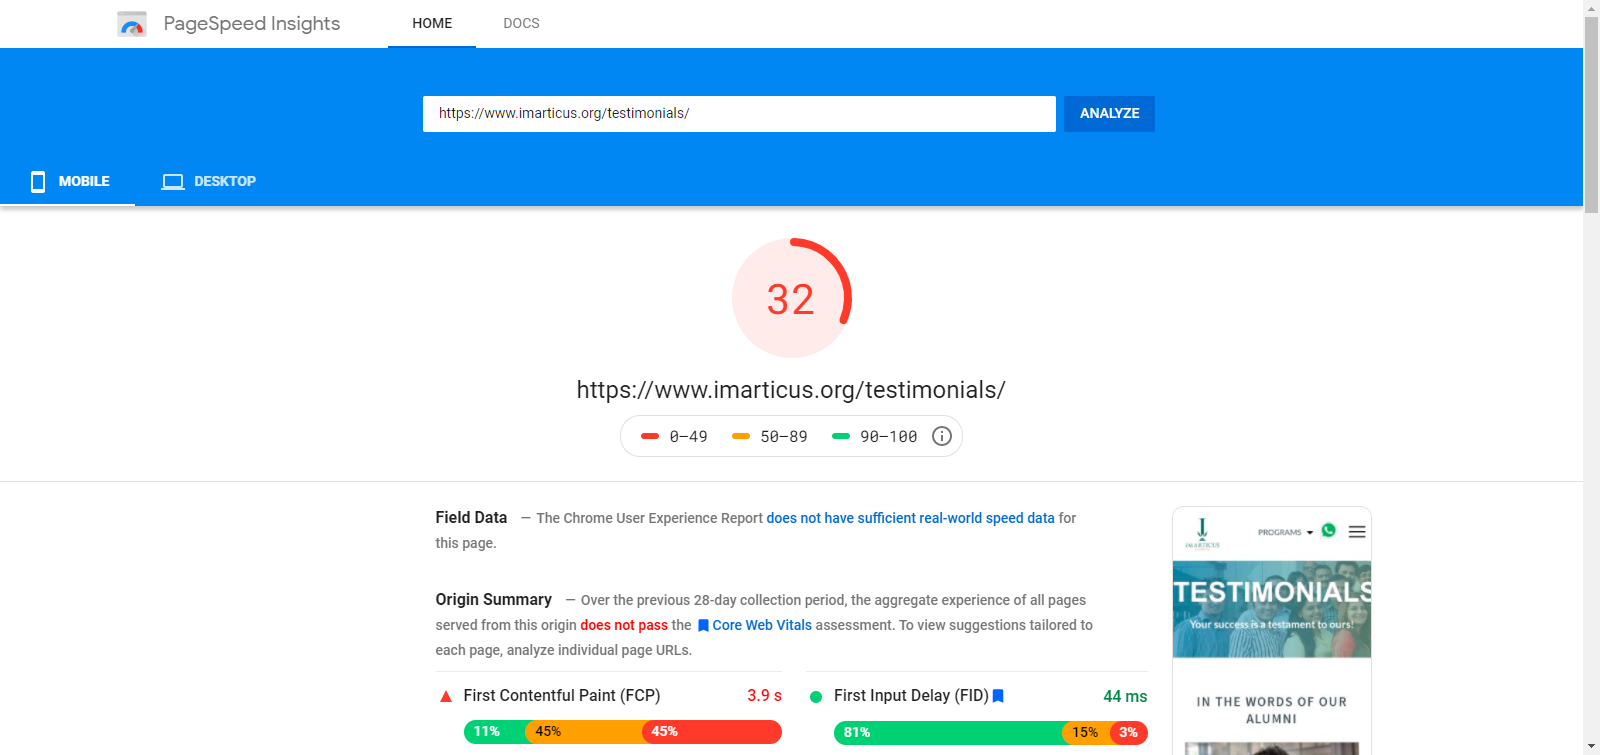 PageSpeed Insights
HOME
DOCS
https://www.imarticus.org/testimonials/
ANALYZE
MOBILE
DESKTOP
32
https://www.imarticus.org/testimonials/
0–49
50–89
90–100
Field Data — The Chrome User Experience Report does not have sufficient real-world speed data for
this page.
Origin Summary — Over the previous 28-day collection period, the aggregate experience of all pages
served from this origin does not pass the Core Web Vitals assessment. To view suggestions tailored to
each page, analyze individual page URLs.
First Contentful Paint (FCP) 3.9 s
11% 45% 45%
First Input Delay (FID) 44 ms
81% 15% 3%
IMARTICUS
PROGRAMS
TESTIMONIALS
Your success is a testament to ours!
IN THE WORDS OF OUR
ALUMNI